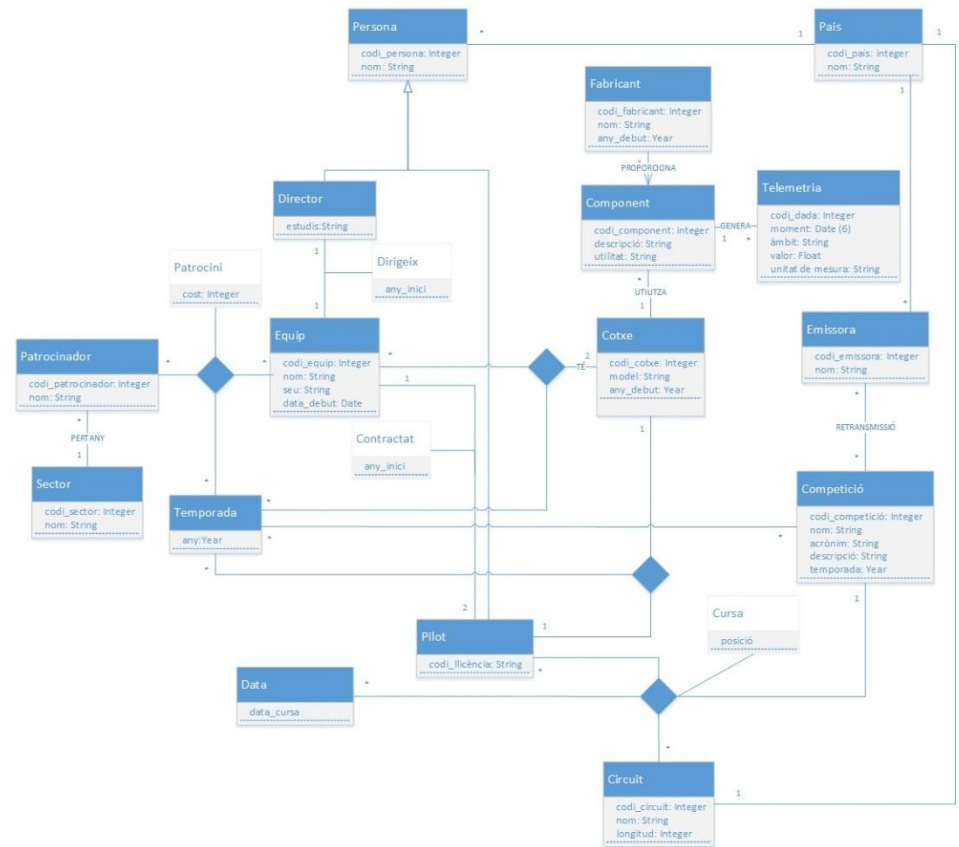 Persona
codi_persona: Integer
nom: String
*
1
País
codi_país: integer
nom: String
1
1
Fabricant
codi_fabricant: Integer
nom: String
any_debut: Year
*
PROPORCIONA
Director
estudis:String
Component
codi_component: integer
descripció: String
utilitat: String
GENERA
1
*
Telemetria
codi_dada: Integer
moment: Date (6)
àmbit: String
valor: Float
unitat de mesura: String
1
Dirigeix
any_inici
1
Patrocini
cost: Integer
*
UTILITZA
1
*
Patrocinador
codi_patrocinador: Integer
nom: String
*
*
Equip
codi_equip: Integer
nom: String
seu: String
data_debut: Date
*
1
2
TÉ
Cotxe
codi_cotxe: Integer
model: String
any_debut: Year
1
Emissora
codi_emissora: Integer
nom: String
*
RETRANSMISSIÓ
*
*
PERTANY
1
Sector
codi_sector: Integer
nom: String
Contractat
any_inici
*
Temporada
any:Year
*
*
*
*
Competició
codi_competició: Integer
nom: String
acrònim: String
descripció: String
temporada: Year
1
2
1
Pilot
codi_llicència: String
*
Cursa
posició
Data
data_cursa
*
*
Circuit
codi_circuit: Integer
nom: String
longitud: Integer
1